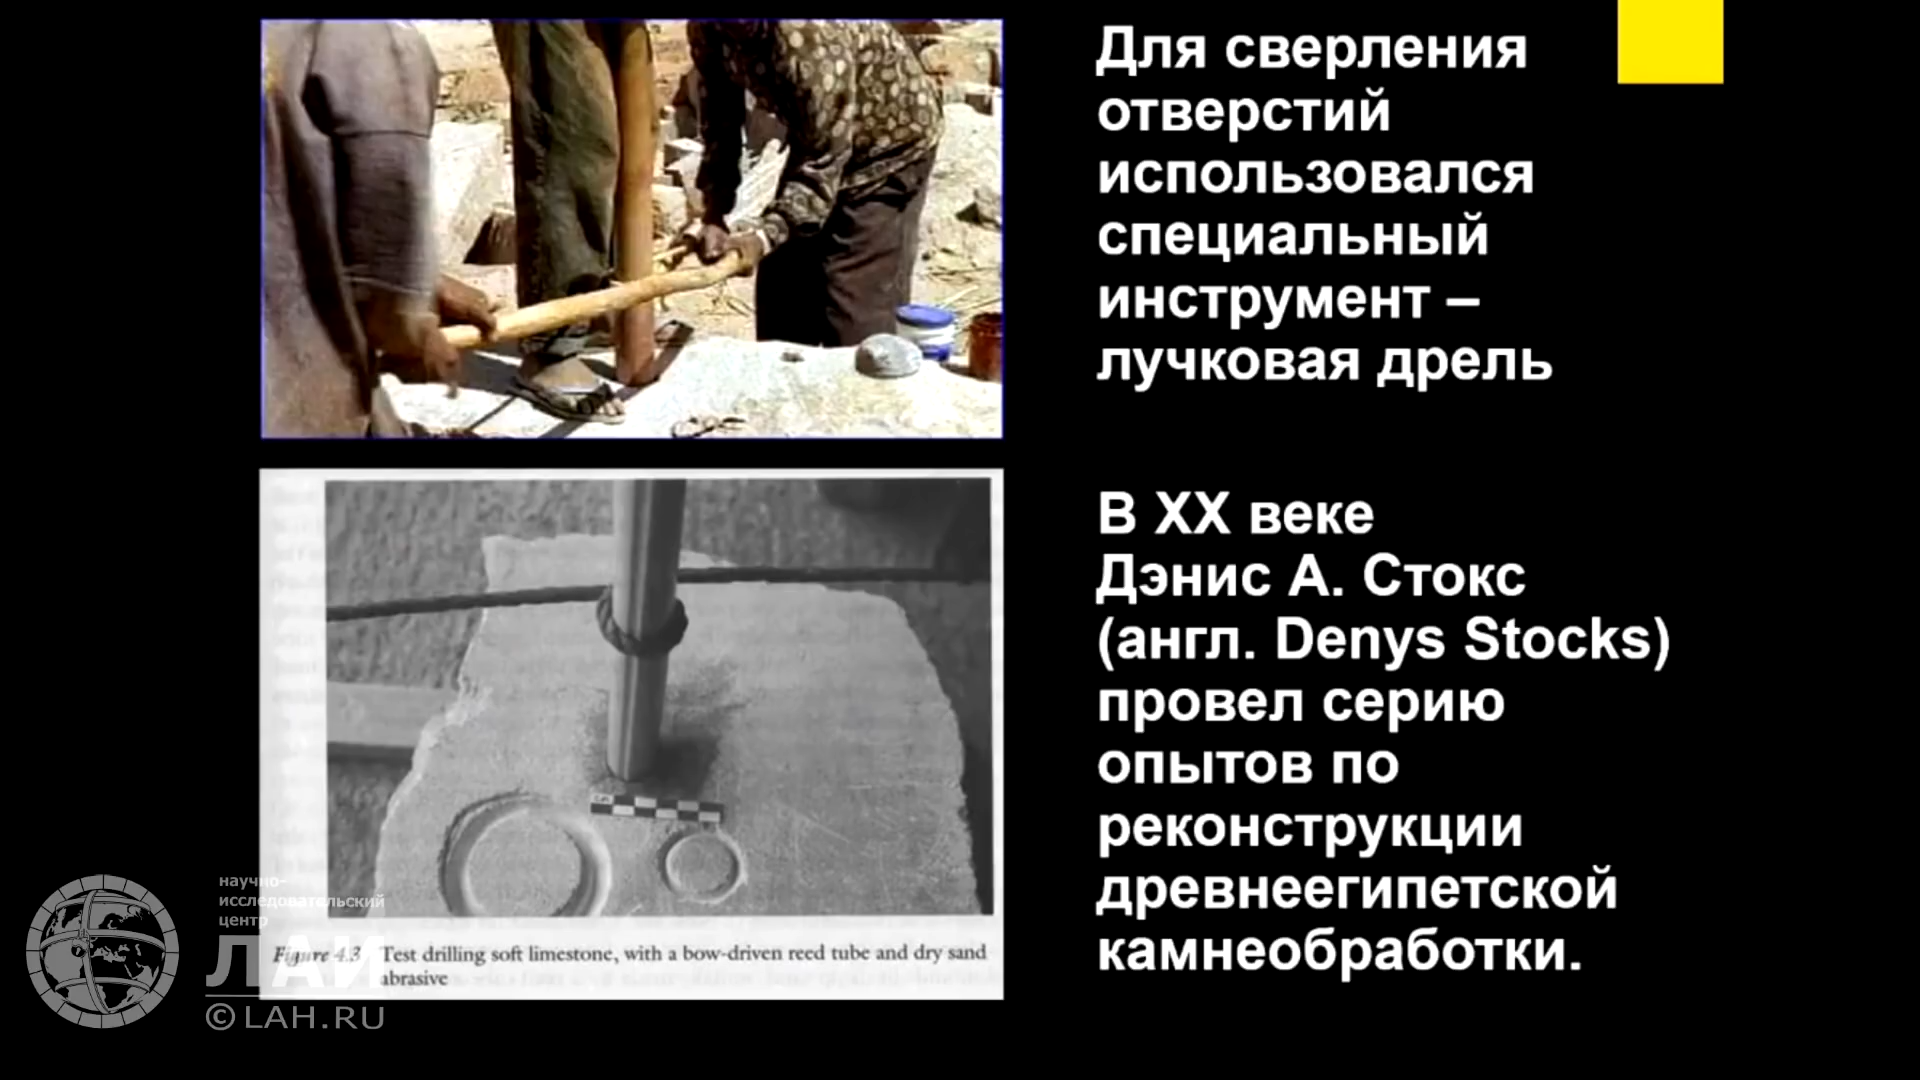 Для сверления
отверстий
использовался
специальный
инструмент –
лучковая дрель
В XX веке
Дэнис А. Стокс
(англ. Denys Stocks)
провел серию
опытов по
реконструкции
древнеегипетской
камнеобработки.
Figure 4.3 Test drilling soft limestone, with a bow-driven reed tube and dry sand
abrasive
научно-
исследовательский
центр
ЛАИ
©LAH.RU